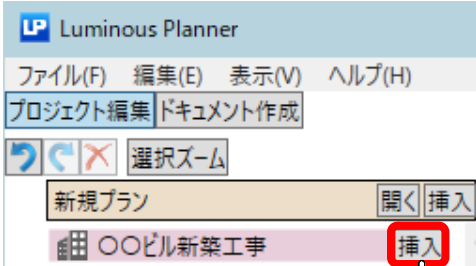 LP Luminous Planner
ファイル(F) 編集(E) 表示(V) ヘルプ(H)
プロジェクト編集 ドキュメント作成
選択ズーム
新規プラン 開く 挿入
〇〇ビル新築工事 挿入